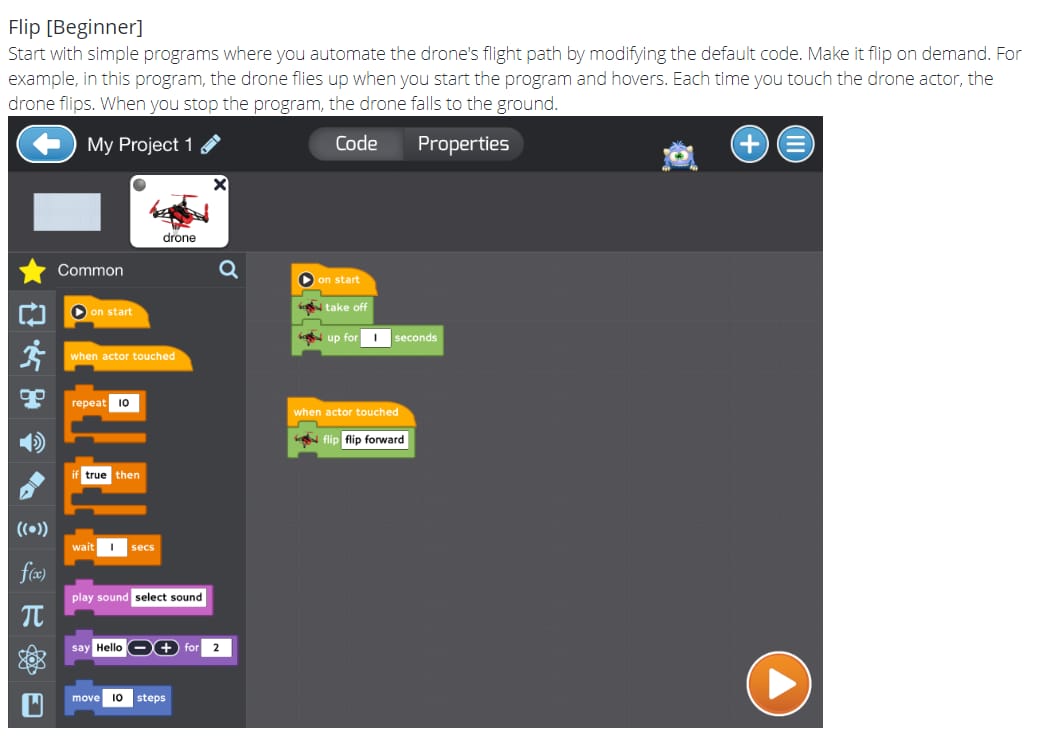 Flip [Beginner]
Start with simple programs where you automate the drone's flight path by modifying the default code. Make it flip on demand. For
example, in this program, the drone flies up when you start the program and hovers. Each time you touch the drone actor, the
drone flips. When you stop the program, the drone falls to the ground.
My Project 1
Code Properties
drone
Common
on start
when actor touched
repeat 10
if true then
wait 1 secs
play sound select sound
say Hello − + for 2
move 10 steps
((•))
f(x)
π
on start
take off
up for 1 seconds
when actor touched
flip flip forward